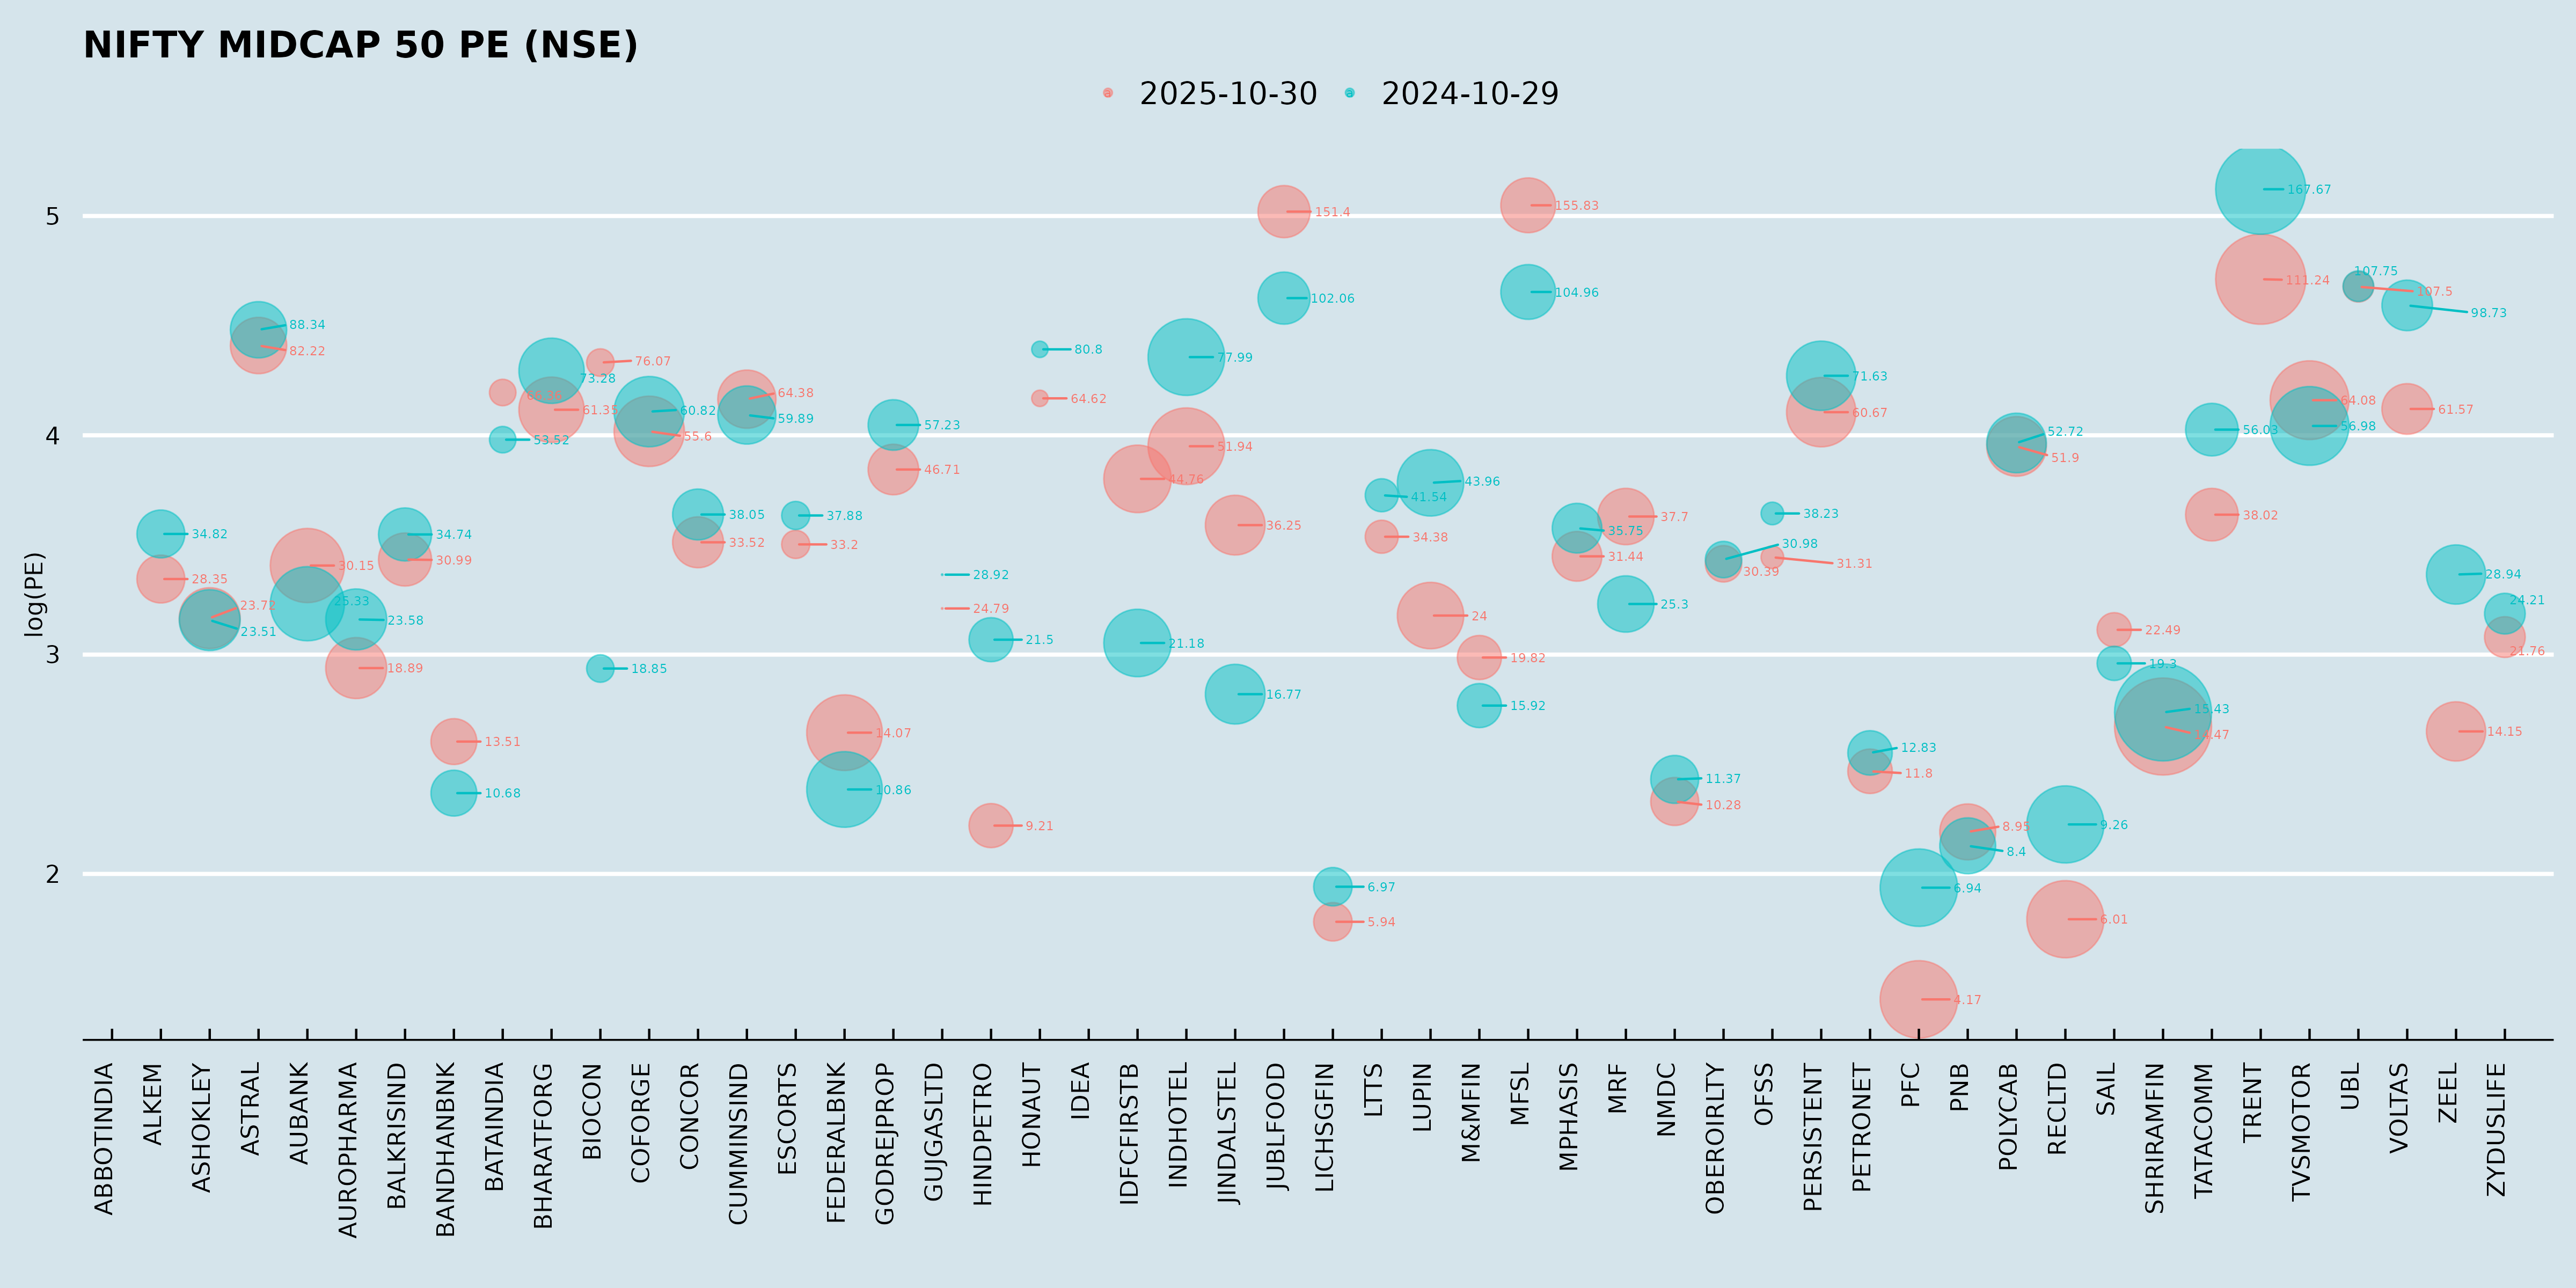 NIFTY MIDCAP 50 PE (NSE)
2025-10-30 2024-10-29
log(PE)
5
4
3
2
34.82
28.35
23.72
23.51
88.34
82.22
30.15
25.33
23.58
18.89
34.74
30.99
13.51
10.68
53.52
73.28
61.35
76.07
18.85
60.82
55.6
38.05
33.52
64.38
59.89
37.88
33.2
14.07
10.86
57.23
46.71
28.92
24.79
21.5
9.21
80.8
64.62
44.76
21.18
77.99
51.94
36.25
16.77
151.4
102.06
6.97
5.94
41.54
34.38
43.96
24
19.82
15.92
155.83
104.96
35.75
31.44
37.7
25.3
11.37
10.28
30.98
30.39
38.23
31.31
71.63
60.67
12.83
11.8
6.94
4.17
8.95
8.4
52.72
51.9
9.26
6.01
22.49
19.3
15.43
14.47
56.03
38.02
167.67
111.24
64.08
56.98
107.75
107.5
98.73
61.57
28.94
14.15
24.21
21.76
ABBOTINDIA
ALKEM
ASHOKLEY
ASTRAL
AUBANK
AUROPHARMA
BALKRISIND
BANDHANBNK
BATAINDIA
BHARATFORG
BIOCON
COFORGE
CONCOR
CUMMINSIND
ESCORTS
FEDERALBNK
GODREJPROP
GUJGASLTD
HINDPETRO
HONAUT
IDEA
IDFCFIRSTB
INDHOTEL
JINDALSTEL
JUBLFOOD
LICHSGFIN
LTTS
LUPIN
M&MFIN
MFSL
MPHASIS
MRF
NMDC
OBEROIRLTY
OFSS
PERSISTENT
PETRONET
PFC
PNB
POLYCAB
RECLTD
SAIL
SHRIRAMFIN
TATACOMM
TRENT
TVSMOTOR
UBL
VOLTAS
ZEEL
ZYDUSLIFE